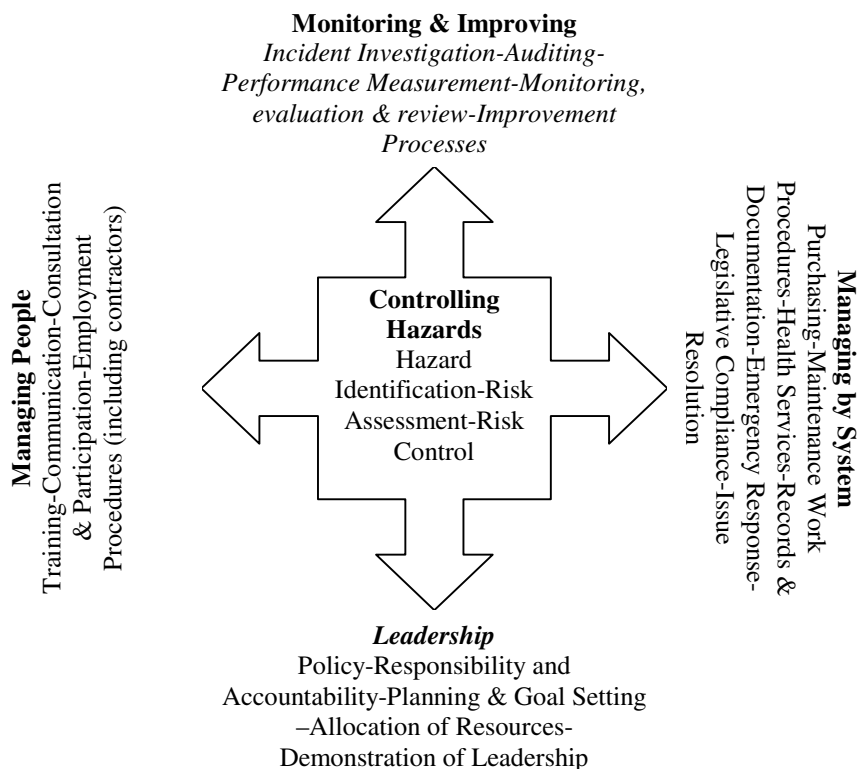 Monitoring & Improving
Incident Investigation-Auditing-
Performance Measurement-Monitoring,
evaluation & review-Improvement
Processes
Managing People
Training-Communication-Consultation
& Participation-Employment
Procedures (including contractors)
Controlling
Hazards
Hazard
Identification-Risk
Assessment-Risk
Control
Managing by System
Purchasing-Maintenance Work
Procedures-Health Services-Records &
Documentation-Emergency Response-
Legislative Compliance-Issue
Resolution
Leadership
Policy-Responsibility and
Accountability-Planning & Goal Setting
–Allocation of Resources-
Demonstration of Leadership